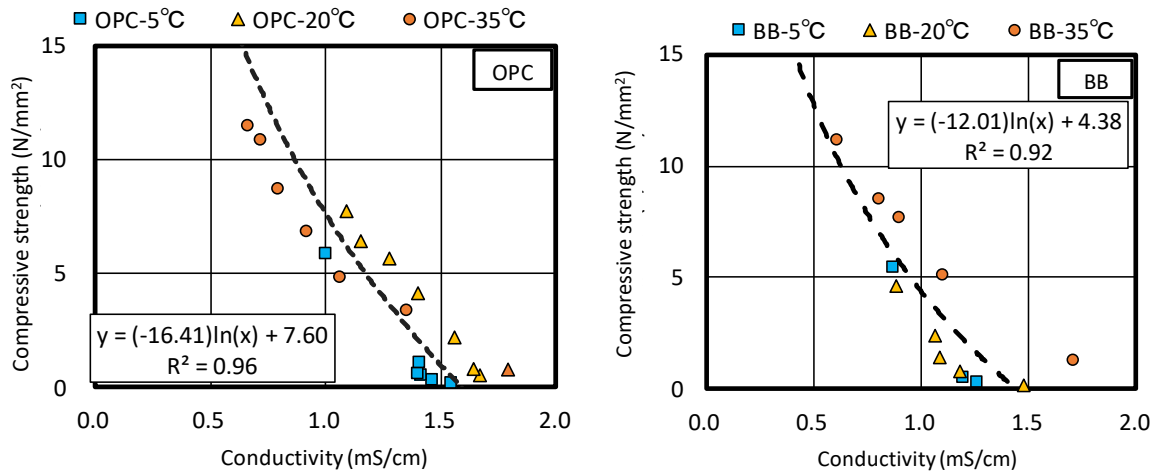 OPC-5℃ OPC-20℃ OPC-35℃
Compressive strength (N/mm²)
15
10
5
0
OPC
y = (-16.41)ln(x) + 7.60
R² = 0.96
0.0 0.5 1.0 1.5 2.0
Conductivity (mS/cm)
BB-5℃ BB-20℃ BB-35℃
Compressive strength (N/mm²)
15
10
5
0
BB
y = (-12.01)ln(x) + 4.38
R² = 0.92
0.0 0.5 1.0 1.5 2.0
Conductivity (mS/cm)